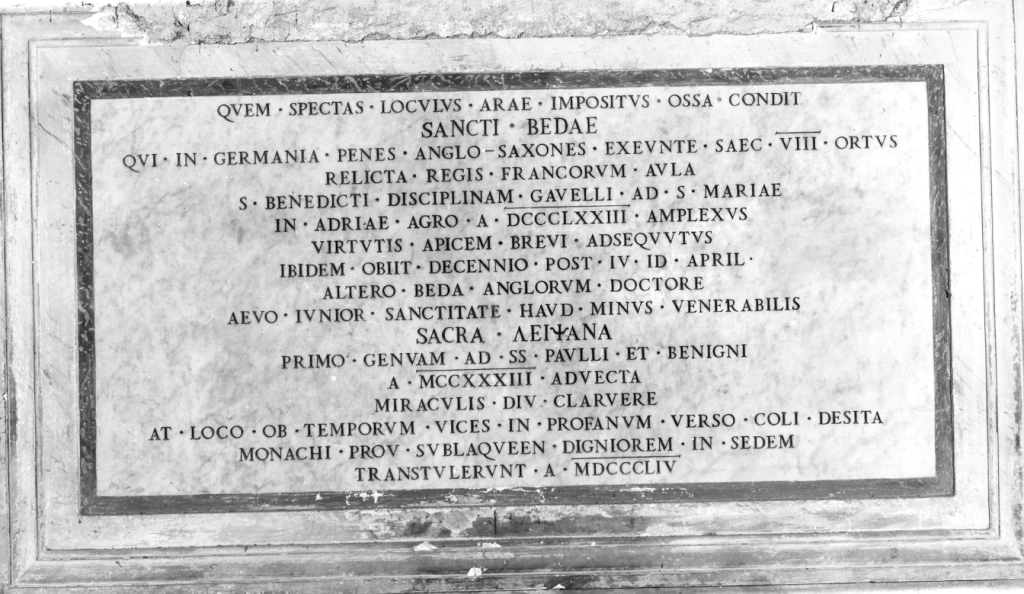 QVEM · SPECTAS · LOCVLVS · ARAE · IMPOSITVS · OSSA · CONDIT
SANCTI · BEDAE
QVI · IN · GERMANIA · PENES · ANGLO-SAXONES · EXEVNTE · SAEC · VIII · ORTVS
RELICTA · REGIS · FRANCORVM · AVLA
S · BENEDICTI · DISCIPLINAM · GAVELLI · AD · S · MARIAE
IN · ADRIAE · AGRO · A · DCCCLXXIII · AMPLEXVS
VIRTVTIS · APICEM · BREVI · ADSEQVVTVS
IBIDEM · OBIIT · DECENNIO · POST · IV · ID · APRIL ·
ALTERO · BEDA · ANGLORVM · DOCTORE
AEVO · IVNIOR · SANCTITATE · HAVD · MINVS · VENERABILIS
SACRA · ΛΕΙΨΑΝΑ
PRIMO · GENVAM · AD · SS · PAVLLI · ET · BENIGNI
A · MCCXXXIII · ADVECTA
MIRACVLIS · DIV · CLARVERE
AT · LOCO · OB · TEMPORVM · VICES · IN · PROFANVM · VERSO · COLI · DESITA
MONACHI · PROV · SVBLAQVEEN · DIGNIOREM · IN · SEDEM
TRANSTVLERVNT · A · MDCCCLIV